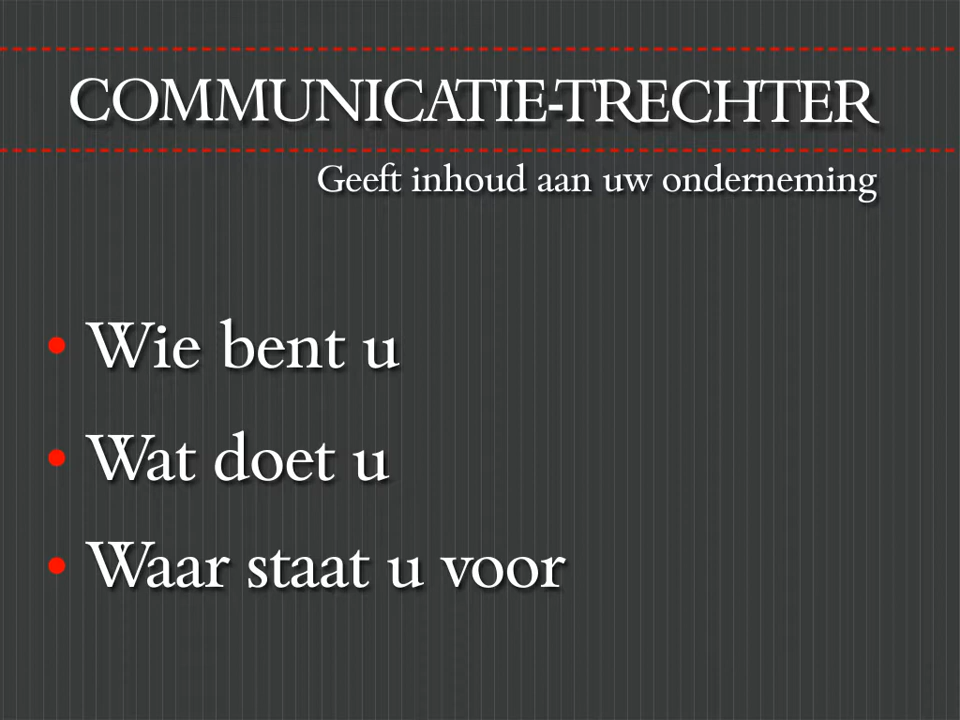 COMMUNICATIE-TRECHTER
Geeft inhoud aan uw onderneming
• Wie bent u
• Wat doet u
• Waar staat u voor